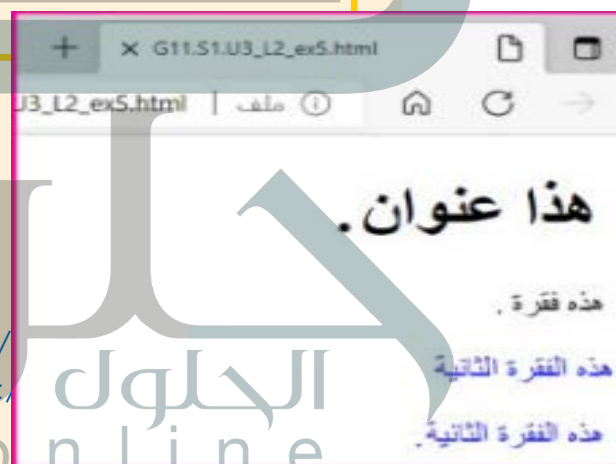 G11.S1.U3_L2_ex5.html
U3_L2_ex5.html | ملف
هذا عنوان.
هذه فقرة.
هذه الفقرة الثانية
هذه الفقرة الثانية.
الحلول
online